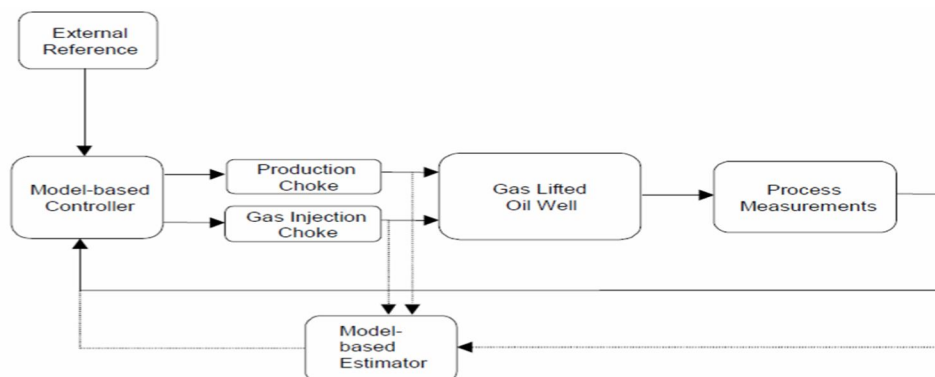 External
Reference
Model-based
Controller
Production
Choke
Gas Injection
Choke
Gas Lifted
Oil Well
Process
Measurements
Model-
based
Estimator